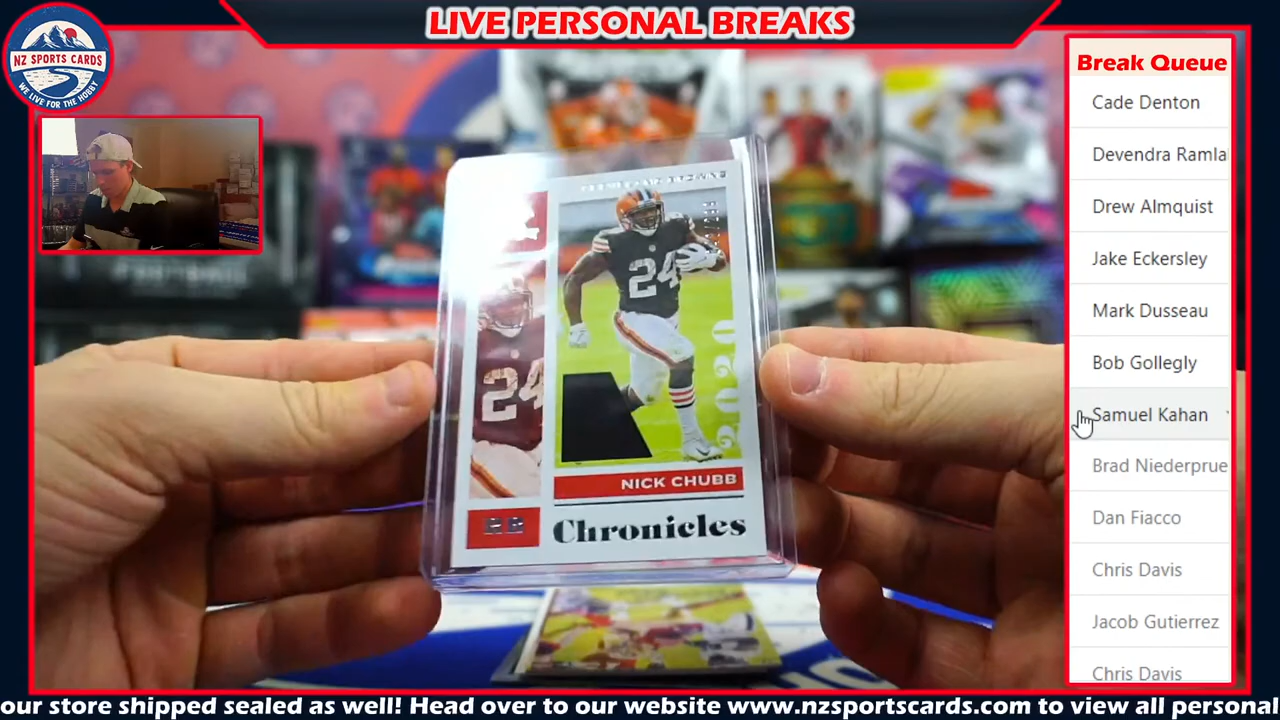 LIVE PERSONAL BREAKS
NZ SPORTS CARDS
WE LIVE FOR THE HOBBY
Break Queue
Cade Denton
Devendra Ramla
Drew Almquist
Jake Eckersley
Mark Dusseau
Bob Gollegly
Samuel Kahan
Brad Niederprue
Dan Fiacco
Chris Davis
Jacob Gutierrez
Chris Davis
24
24
2020
NICK CHUBB
RB
Chronicles
our store shipped sealed as well! Head over to our website www.nzsportscards.com to view all personal